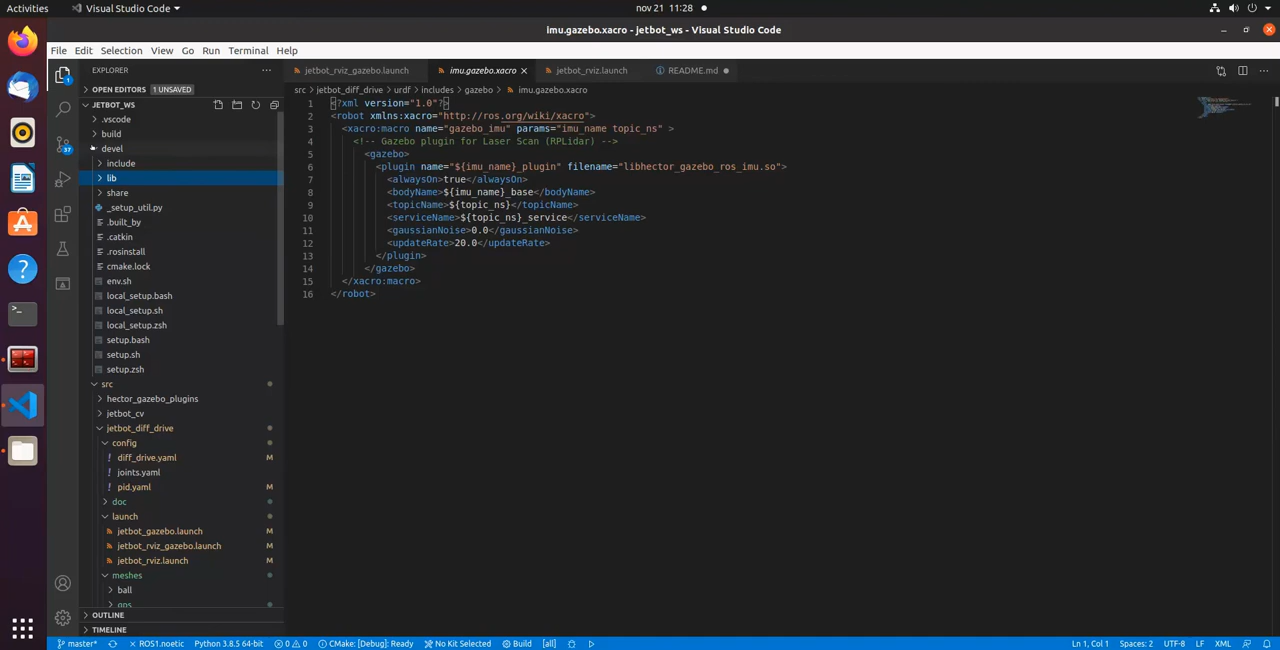 Activities
Visual Studio Code
nov 21 11:28
imu.gazebo.xacro - jetbot_ws - Visual Studio Code
File Edit Selection View Go Run Terminal Help
EXPLORER
OPEN EDITORS 1 UNSAVED
JETBOT_WS
.vscode
build
devel
include
lib
share
_setup_util.py
.built_by
.catkin
.rosinstall
cmake.lock
env.sh
local_setup.bash
local_setup.sh
local_setup.zsh
setup.bash
setup.sh
setup.zsh
src
hector_gazebo_plugins
jetbot_cv
jetbot_diff_drive
config
diff_drive.yaml M
joints.yaml
pid.yaml M
doc
launch
jetbot_gazebo.launch M
jetbot_rviz_gazebo.launch M
jetbot_rviz.launch M
meshes
ball
OUTLINE
TIMELINE
1
37
jetbot_rviz_gazebo.launch
imu.gazebo.xacro
jetbot_rviz.launch
README.md
src > jetbot_diff_drive > urdf > includes > gazebo > imu.gazebo.xacro
1 <?xml version="1.0"?>
2 <robot xmlns:xacro="http://ros.org/wiki/xacro">
3 <xacro:macro name="gazebo_imu" params="imu_name topic_ns" >
4 <!-- Gazebo plugin for Laser Scan (RPLidar) -->
5 <gazebo>
6 <plugin name="${imu_name}_plugin" filename="libhector_gazebo_ros_imu.so">
7 <alwaysOn>true</alwaysOn>
8 <bodyName>${imu_name}_base</bodyName>
9 <topicName>${topic_ns}</topicName>
10 <serviceName>${topic_ns}_service</serviceName>
11 <gaussianNoise>0.0</gaussianNoise>
12 <updateRate>20.0</updateRate>
13 </plugin>
14 </gazebo>
15 </xacro:macro>
16 </robot>
master*
ROS1.noetic
Python 3.8.5 64-bit
0 0
CMake: [Debug]: Ready
No Kit Selected
Build
[all]
Ln 1, Col 1
Spaces: 2
UTF-8
LF
XML